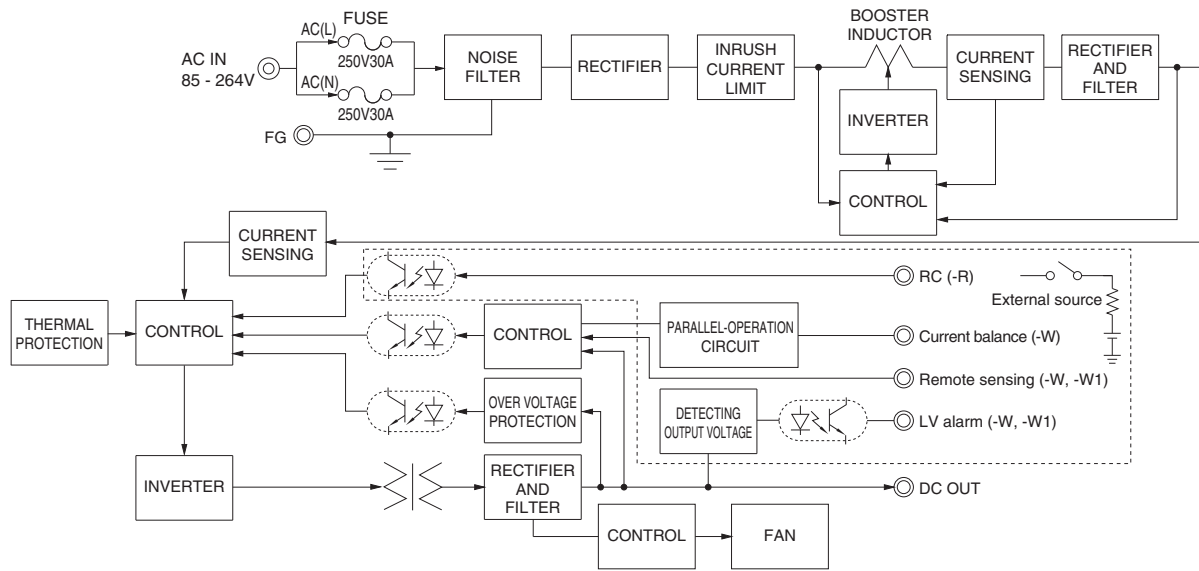 FUSE
AC(L)
250V30A
AC IN
85 - 264V
AC(N)
250V30A
FG
NOISE
FILTER
RECTIFIER
INRUSH
CURRENT
LIMIT
BOOSTER
INDUCTOR
CURRENT
SENSING
RECTIFIER
AND
FILTER
INVERTER
CONTROL
CURRENT
SENSING
RC (-R)
External source
THERMAL
PROTECTION
CONTROL
CONTROL
PARALLEL-OPERATION
CIRCUIT
Current balance (-W)
Remote sensing (-W, -W1)
OVER VOLTAGE
PROTECTION
DETECTING
OUTPUT VOLTAGE
LV alarm (-W, -W1)
INVERTER
RECTIFIER
AND
FILTER
DC OUT
CONTROL
FAN